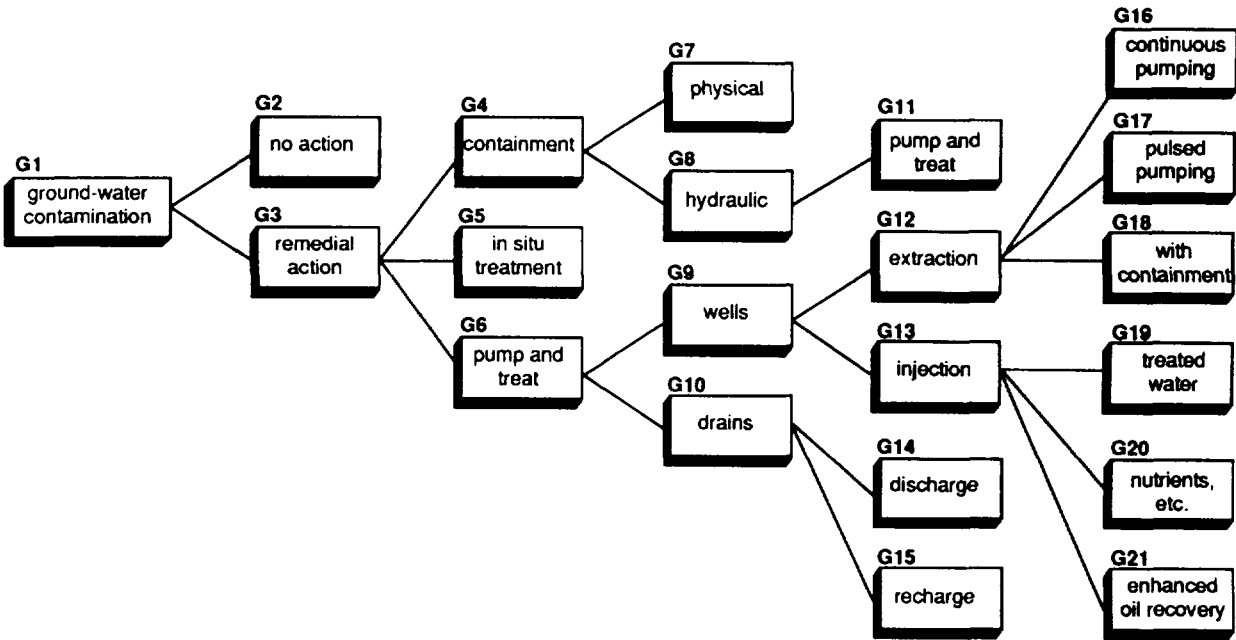 G1
ground-water
contamination
G2
no action
G3
remedial
action
G4
containment
G5
in situ
treatment
G6
pump and
treat
G7
physical
G8
hydraulic
G9
wells
G10
drains
G11
pump and
treat
G12
extraction
G13
injection
G14
discharge
G15
recharge
G16
continuous
pumping
G17
pulsed
pumping
G18
with
containment
G19
treated
water
G20
nutrients,
etc.
G21
enhanced
oil recovery